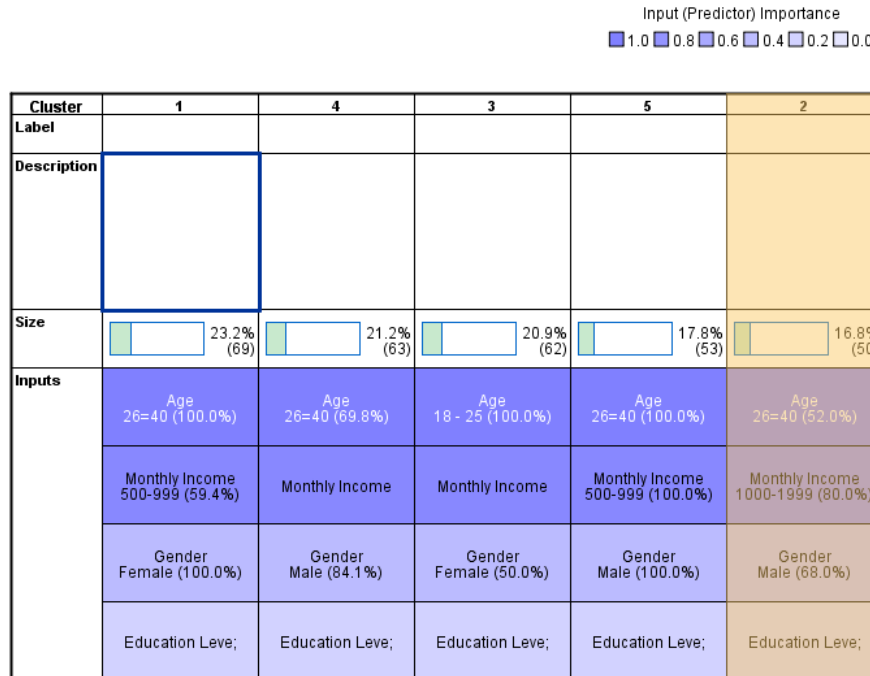 Input (Predictor) Importance
1.0 0.8 0.6 0.4 0.2 0.0
Cluster 1 4 3 5 2
Label
Description
Size 23.2% (69) 21.2% (63) 20.9% (62) 17.8% (53) 16.8% (50
Inputs
Age Age Age Age Age
26=40 (100.0%) 26=40 (69.8%) 18 - 25 (100.0%) 26=40 (100.0%) 26=40 (52.0%)
Monthly Income 500-999 (59.4%) Monthly Income Monthly Income Monthly Income 500-999 (100.0%) Monthly Income 1000-1999 (80.0%)
Gender Gender Gender Gender Gender
Female (100.0%) Male (84.1%) Female (50.0%) Male (100.0%) Male (68.0%)
Education Leve; Education Leve; Education Leve; Education Leve; Education Leve;